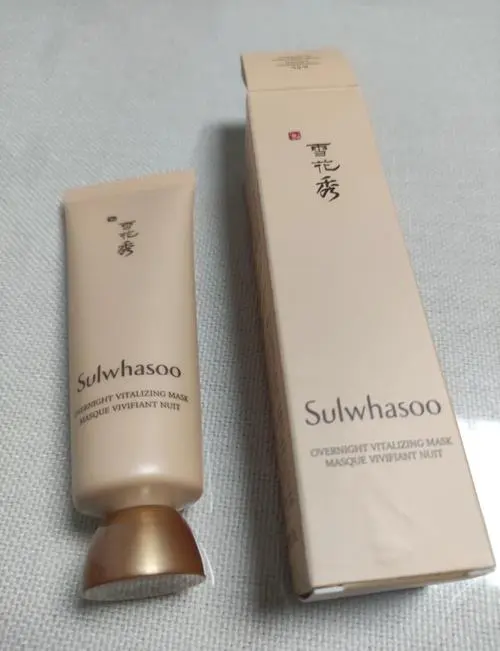 雪
花
秀
Sulwhasoo
OVERNIGHT VITALIZING MASK
MASQUE VIVIFIANT NUIT
雪
花
秀
Sulwhasoo
OVERNIGHT VITALIZING MASK
MASQUE VIVIFIANT NUIT